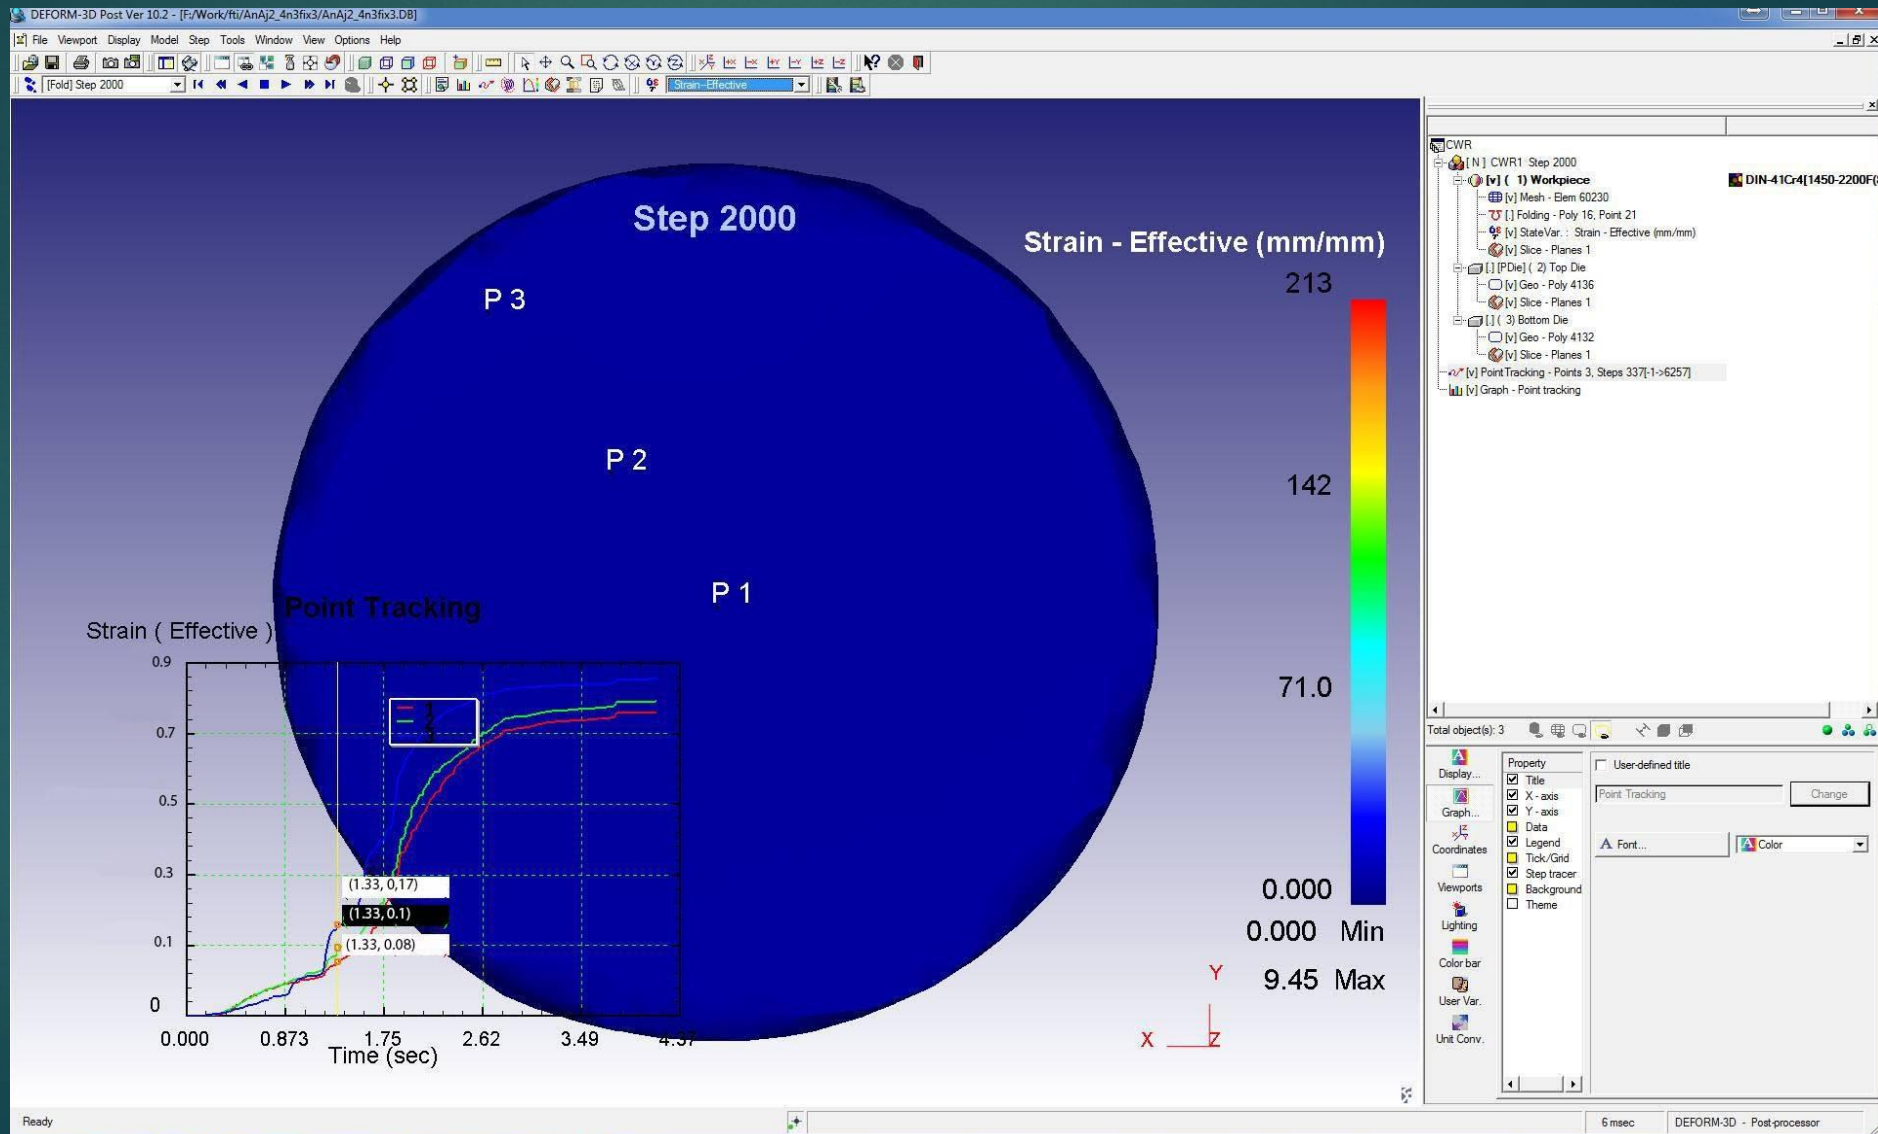 DEFORM-3D Post Ver 10.2 - [F:/Work/fti/AnAj2_4n3fix3/AnAj2_4n3fix3.DB]
File Viewport Display Model Step Tools Window View Options Help
[Fold] Step 2000
Strain-Effective
Step 2000
Strain - Effective (mm/mm)
213
142
71.0
0.000
0.000 Min
9.45 Max
P 3
P 2
P 1
Point Tracking
Strain ( Effective )
0.9
0.7
0.5
0.3
0.1
0
1
2
3
(1.33, 0,17)
(1.33, 0.1)
(1.33, 0.08)
0.000 0.873 1.75 2.62 3.49 4.37
Time (sec)
Y
X Z
CWR
[ N ] CWR1 Step 2000
[v] ( 1) Workpiece DIN-41Cr4[1450-2200F(
[v] Mesh - Elem 60230
[.] Folding - Poly 16, Point 21
[v] StateVar. : Strain - Effective (mm/mm)
[v] Slice - Planes 1
[.] [PDie] ( 2) Top Die
[v] Geo - Poly 4136
[v] Slice - Planes 1
[.] ( 3) Bottom Die
[v] Geo - Poly 4132
[v] Slice - Planes 1
[v] PointTracking - Points 3, Steps 337[-1->6257]
[v] Graph - Point tracking
Total object(s): 3
Display...
Graph...
Coordinates
Viewports
Lighting
Color bar
User Var.
Unit Conv.
Property
Title
X - axis
Y - axis
Data
Legend
Tick/Grid
Step tracer
Background
Theme
User-defined title
Point Tracking
Change
A Font...
Color
Ready
6 msec
DEFORM-3D - Post-processor